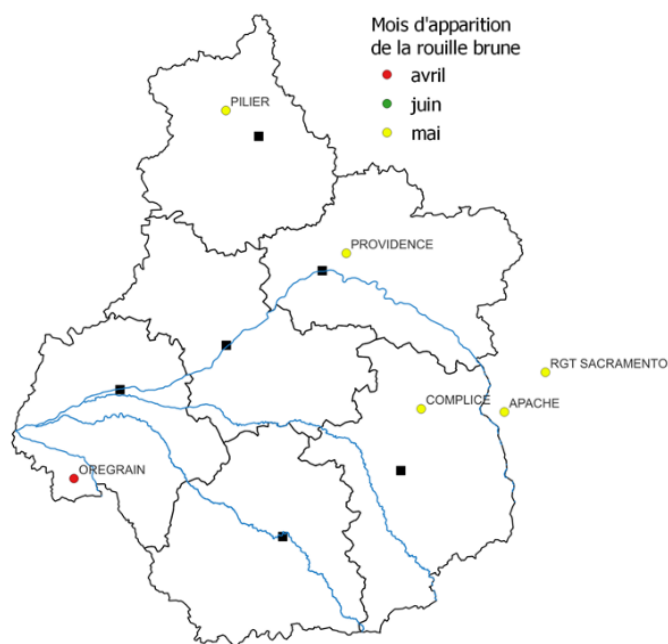 Mois d'apparition
de la rouille brune
avril
juin
mai
PILIER
PROVIDENCE
RGT SACRAMENTO
COMPLICE
APACHE
OREGRAIN